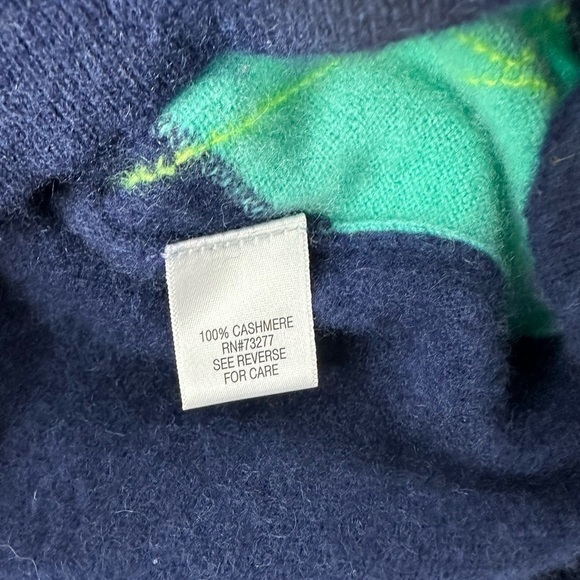 100% CASHMERE
RN#73277
SEE REVERSE
FOR CARE